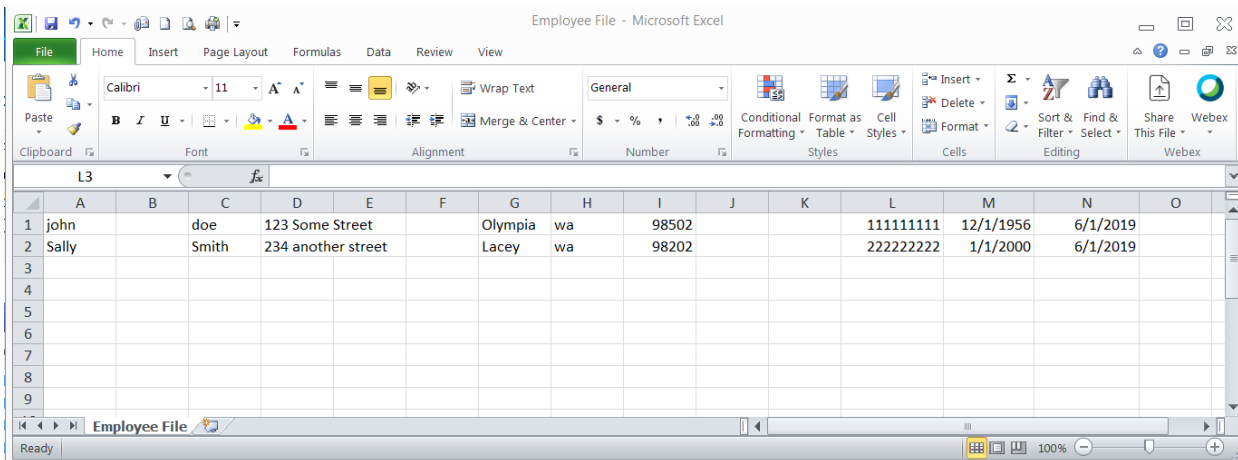 Employee File - Microsoft Excel
File Home Insert Page Layout Formulas Data Review View
Calibri 11 A A Wrap Text General Insert Σ
Paste Delete
B I U A Merge & Center $ % , .0 .00 .00 .0 Conditional Format as Cell Format Sort & Find & Share Webex
Formatting Table Styles Filter Select This File
Clipboard Font Alignment Number Styles Cells Editing Webex
L3 fx
A B C D E F G H I J K L M N O
1 john doe 123 Some Street Olympia wa 98502 111111111 12/1/1956 6/1/2019
2 Sally Smith 234 another street Lacey wa 98202 222222222 1/1/2000 6/1/2019
3
4
5
6
7
8
9
Employee File
Ready 100%